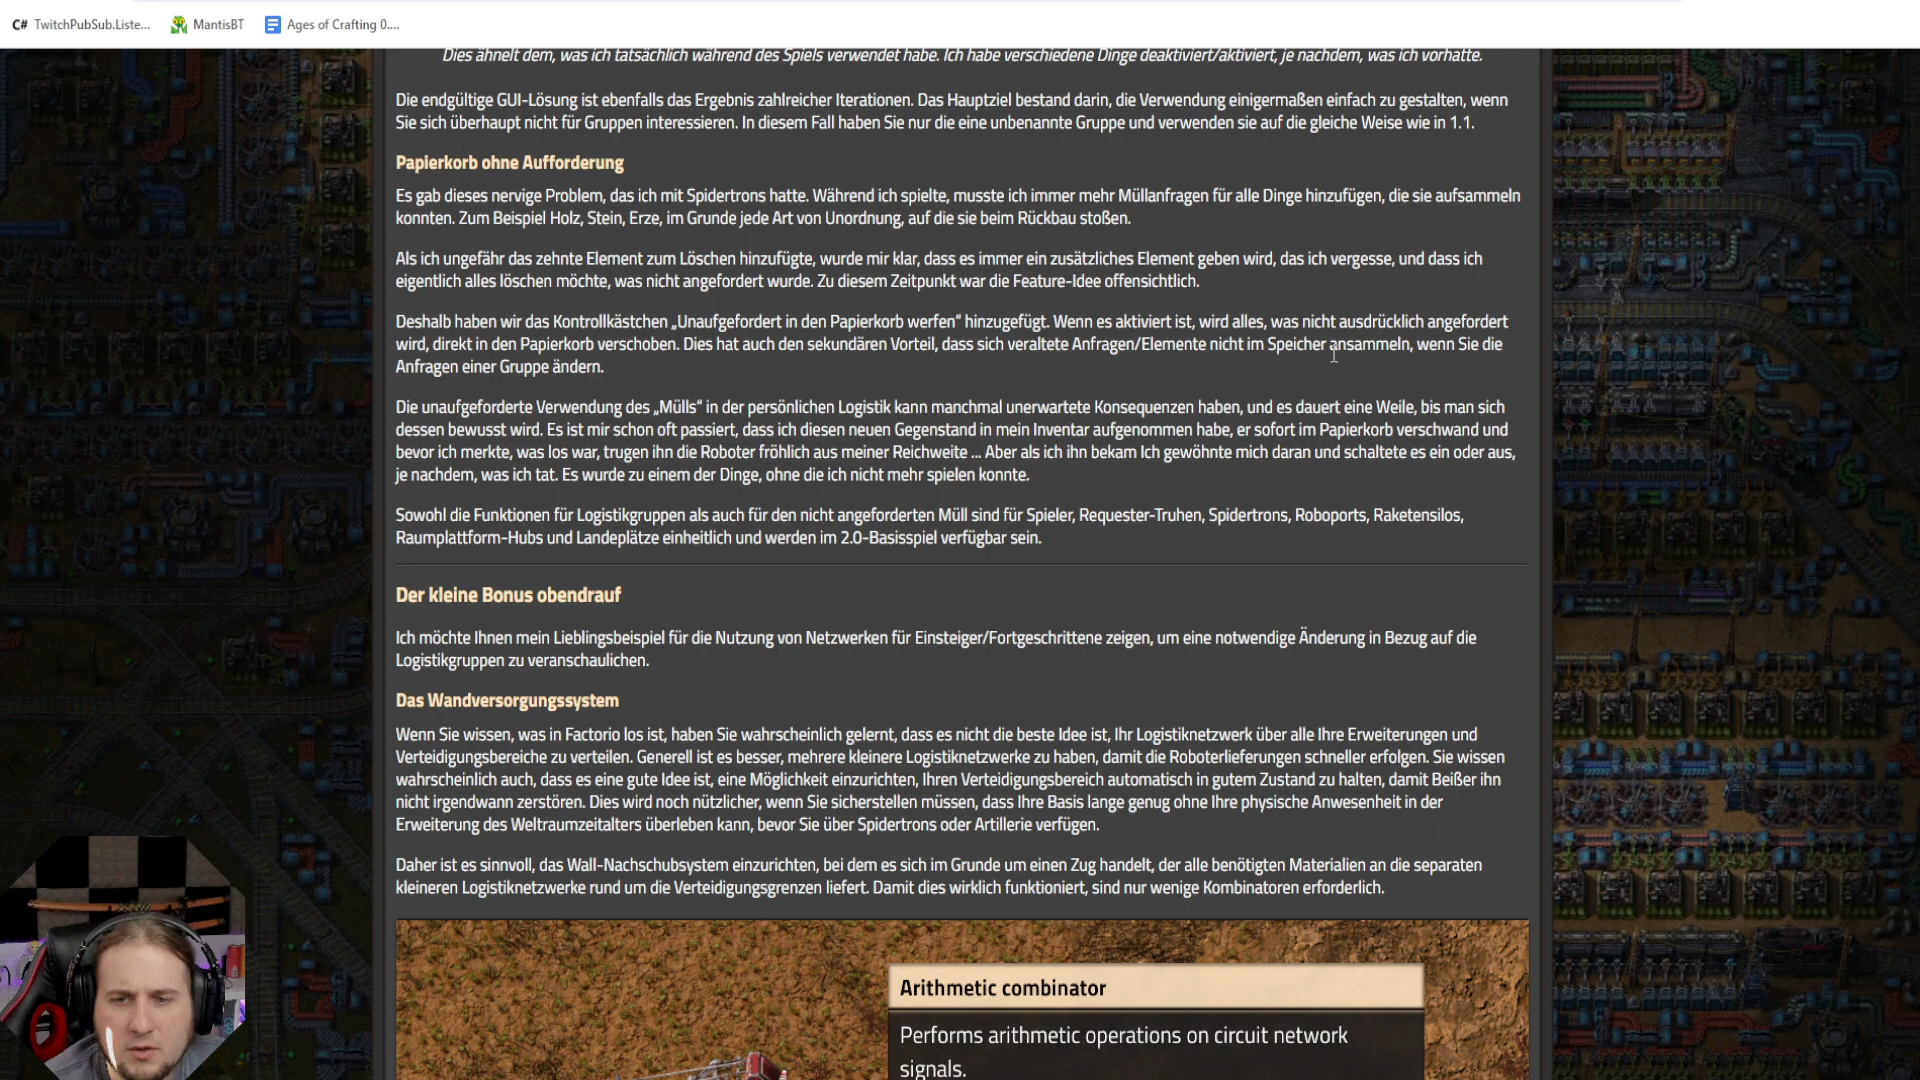 TwitchPubSub.Liste...
MantisBT
Ages of Crafting 0....
Dies ähnelt dem, was ich tatsächlich während des Spiels verwendet habe. Ich habe verschiedene Dinge deaktiviert/aktiviert, je nachdem, was ich vorhatte.
Die endgültige GUI-Lösung ist ebenfalls das Ergebnis zahlreicher Iterationen. Das Hauptziel bestand darin, die Verwendung einigermaßen einfach zu gestalten, wenn
Sie sich überhaupt nicht für Gruppen interessieren. In diesem Fall haben Sie nur die eine unbenannte Gruppe und verwenden sie auf die gleiche Weise wie in 1.1.
Papierkorb ohne Aufforderung
Es gab dieses nervige Problem, das ich mit Spidertrons hatte. Während ich spielte, musste ich immer mehr Müllanfragen für alle Dinge hinzufügen, die sie aufsammeln
konnten. Zum Beispiel Holz, Stein, Erze, im Grunde jede Art von Unordnung, auf die sie beim Rückbau stoßen.
Als ich ungefähr das zehnte Element zum Löschen hinzufügte, wurde mir klar, dass es immer ein zusätzliches Element geben wird, das ich vergesse, und dass ich
eigentlich alles löschen möchte, was nicht angefordert wurde. Zu diesem Zeitpunkt war die Feature-Idee offensichtlich.
Deshalb haben wir das Kontrollkästchen „Unaufgefordert in den Papierkorb werfen“ hinzugefügt. Wenn es aktiviert ist, wird alles, was nicht ausdrücklich angefordert
wird, direkt in den Papierkorb verschoben. Dies hat auch den sekundären Vorteil, dass sich veraltete Anfragen/Elemente nicht im Speicher ansammeln, wenn Sie die
Anfragen einer Gruppe ändern.
Die unaufgeforderte Verwendung des „Mülls“ in der persönlichen Logistik kann manchmal unerwartete Konsequenzen haben, und es dauert eine Weile, bis man sich
dessen bewusst wird. Es ist mir schon oft passiert, dass ich diesen neuen Gegenstand in mein Inventar aufgenommen habe, er sofort im Papierkorb verschwand und
bevor ich merkte, was los war, trugen ihn die Roboter fröhlich aus meiner Reichweite ... Aber als ich ihn bekam Ich gewöhnte mich daran und schaltete es ein oder aus,
je nachdem, was ich tat. Es wurde zu einem der Dinge, ohne die ich nicht mehr spielen konnte.
Sowohl die Funktionen für Logistikgruppen als auch für den nicht angeforderten Müll sind für Spieler, Requester-Truhen, Spidertrons, Roboports, Raketensilos,
Raumplattform-Hubs und Landeplätze einheitlich und werden im 2.0-Basisspiel verfügbar sein.
Der kleine Bonus obendrauf
Ich möchte Ihnen mein Lieblingsbeispiel für die Nutzung von Netzwerken für Einsteiger/Fortgeschrittene zeigen, um eine notwendige Änderung in Bezug auf die
Logistikgruppen zu veranschaulichen.
Das Wandversorgungssystem
Wenn Sie wissen, was in Factorio los ist, haben Sie wahrscheinlich gelernt, dass es nicht die beste Idee ist, Ihr Logistiknetzwerk über alle Ihre Erweiterungen und
Verteidigungsbereiche zu verteilen. Generell ist es besser, mehrere kleinere Logistiknetzwerke zu haben, damit die Roboterlieferungen schneller erfolgen. Sie wissen
wahrscheinlich auch, dass es eine gute Idee ist, eine Möglichkeit einzurichten, Ihren Verteidigungsbereich automatisch in gutem Zustand zu halten, damit Beißer ihn
nicht irgendwann zerstören. Dies wird noch nützlicher, wenn Sie sicherstellen müssen, dass Ihre Basis lange genug ohne Ihre physische Anwesenheit in der
Erweiterung des Weltraumzeitalters überleben kann, bevor Sie über Spidertrons oder Artillerie verfügen.
Daher ist es sinnvoll, das Wall-Nachschubsystem einzurichten, bei dem es sich im Grunde um einen Zug handelt, der alle benötigten Materialien an die separaten
kleineren Logistiknetzwerke rund um die Verteidigungsgrenzen liefert. Damit dies wirklich funktioniert, sind nur wenige Kombinatoren erforderlich.
Arithmetic combinator
Performs arithmetic operations on circuit network
signals.